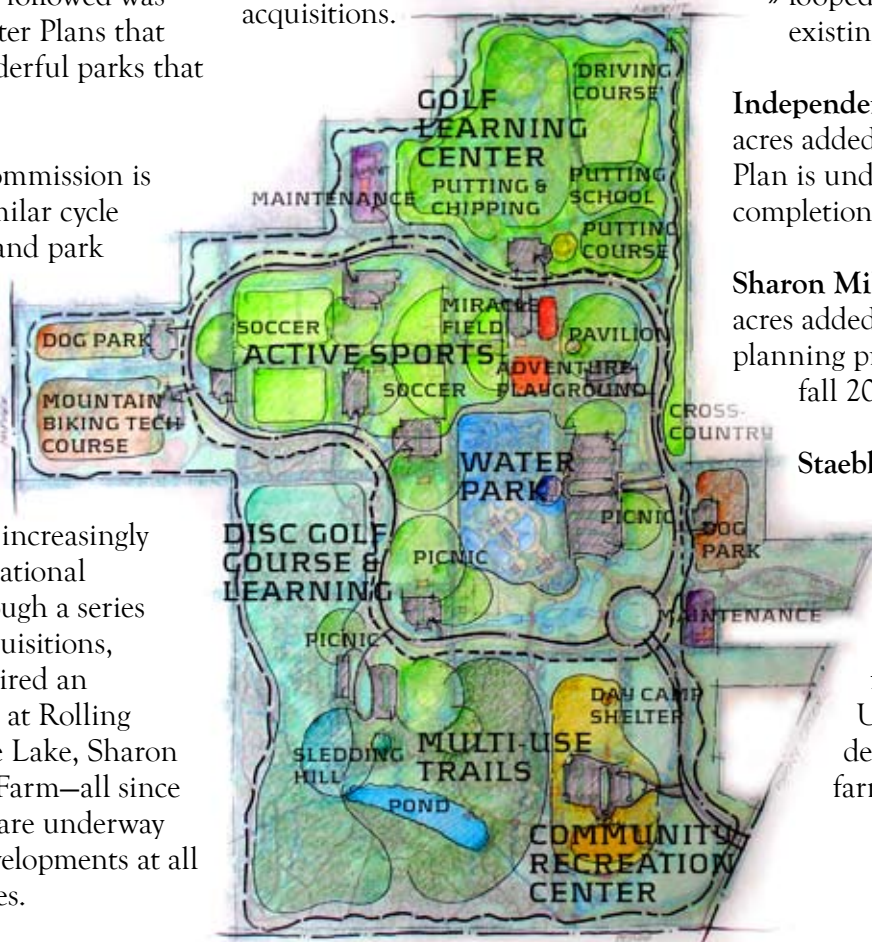 followed was
ter Plans that
derful parks that
ommission is
milar cycle
and park
increasingly
ational
ough a series
uisitions,
ired an
at Rolling
e Lake, Sharon
Farm—all since
are underway
velopments at all
es.
acquisitions.
GOLF
LEARNING
CENTER
'DRIVING
COURSE'
PUTTING &
CHIPPING
PUTTING
SCHOOL
PUTTING
COURSE
MAINTENANCE
DOG PARK
MOUNTAIN
BIKING TECH
COURSE
SOCCER
ACTIVE SPORTS
SOCCER
MIRACLE
FIELD
PAVILION
ADVENTURE
PLAYGROUND
CROSS-
COUNTRY
WATER
PARK
PICNIC
DOG
PARK
DISC GOLF
COURSE &
LEARNING
PICNIC
PICNIC
MAINTENANCE
DAY CAMP
SHELTER
SLEDDING
HILL
MULTI-USE
TRAILS
POND
COMMUNITY
RECREATION
CENTER
» looped
existin
Independe
acres added
Plan is und
completion
Sharon Mi
acres added
planning pr
fall 20
Staebl
U
de
farm